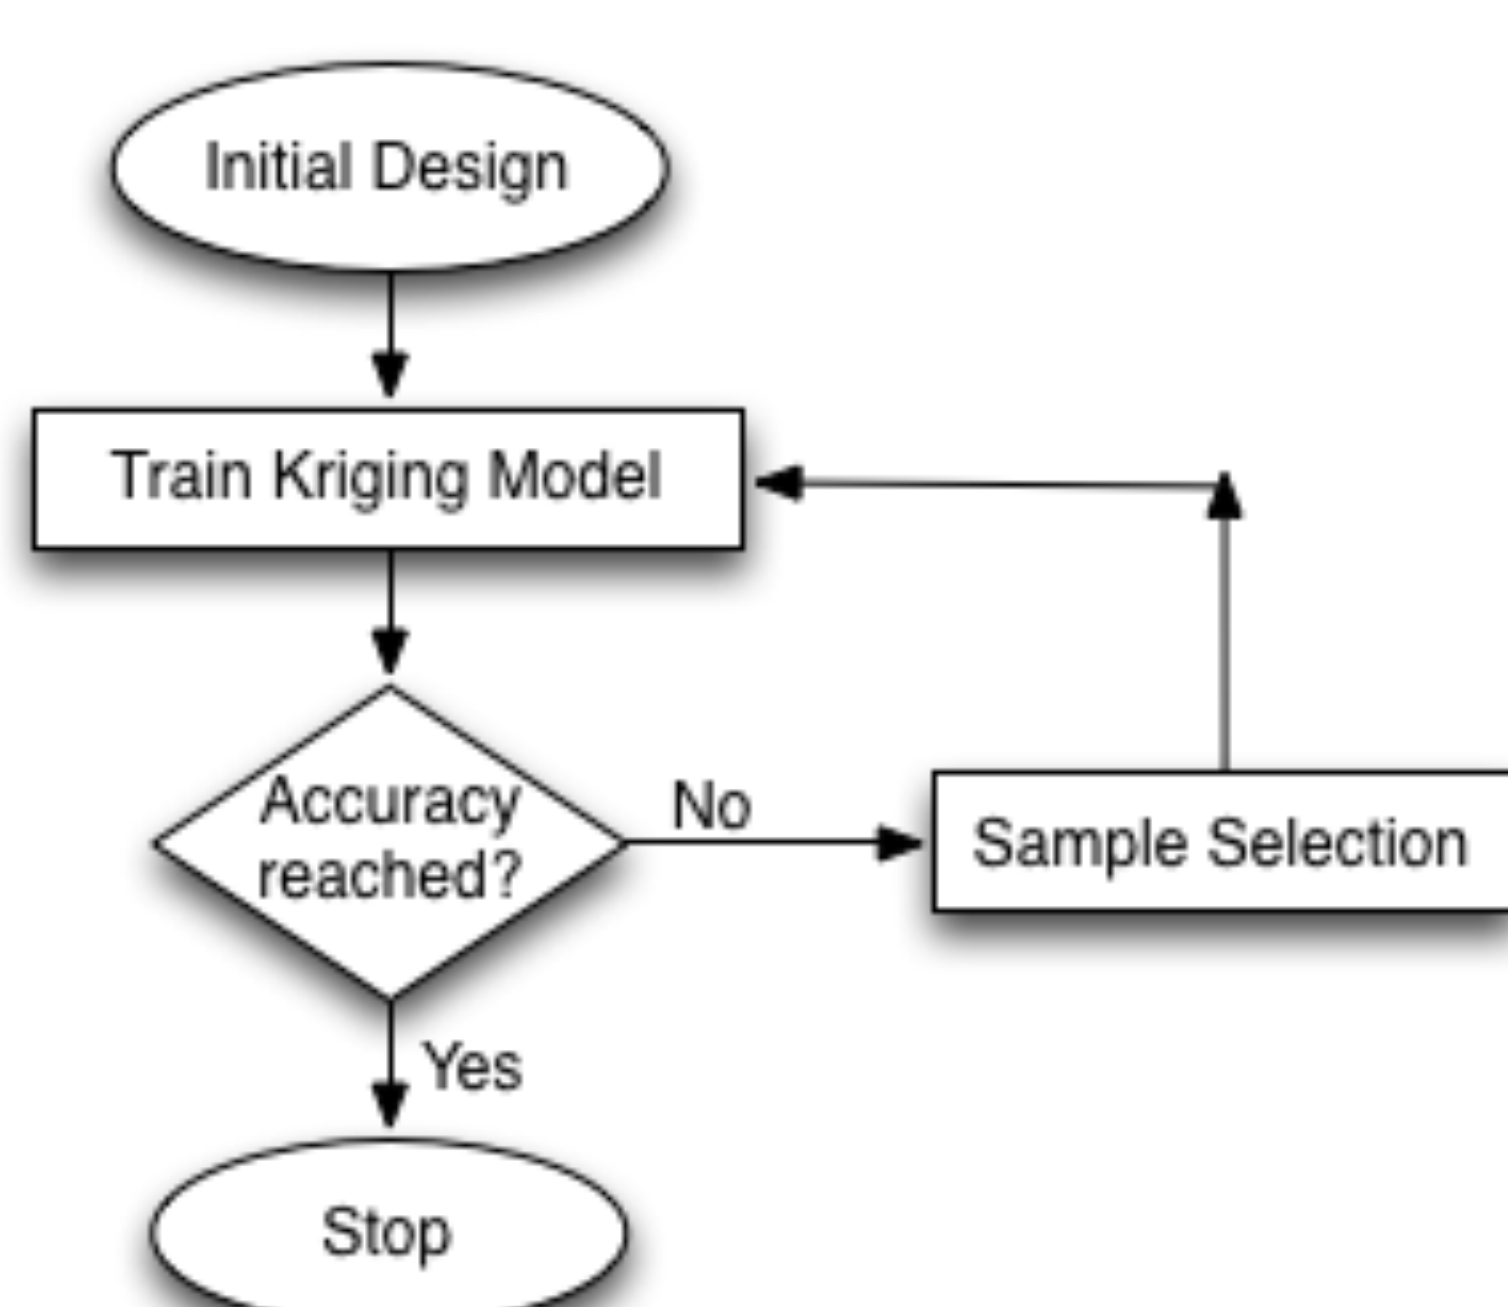 Initial Design
Train Kriging Model
Accuracy
reached?
No
Sample Selection
Yes
Stop